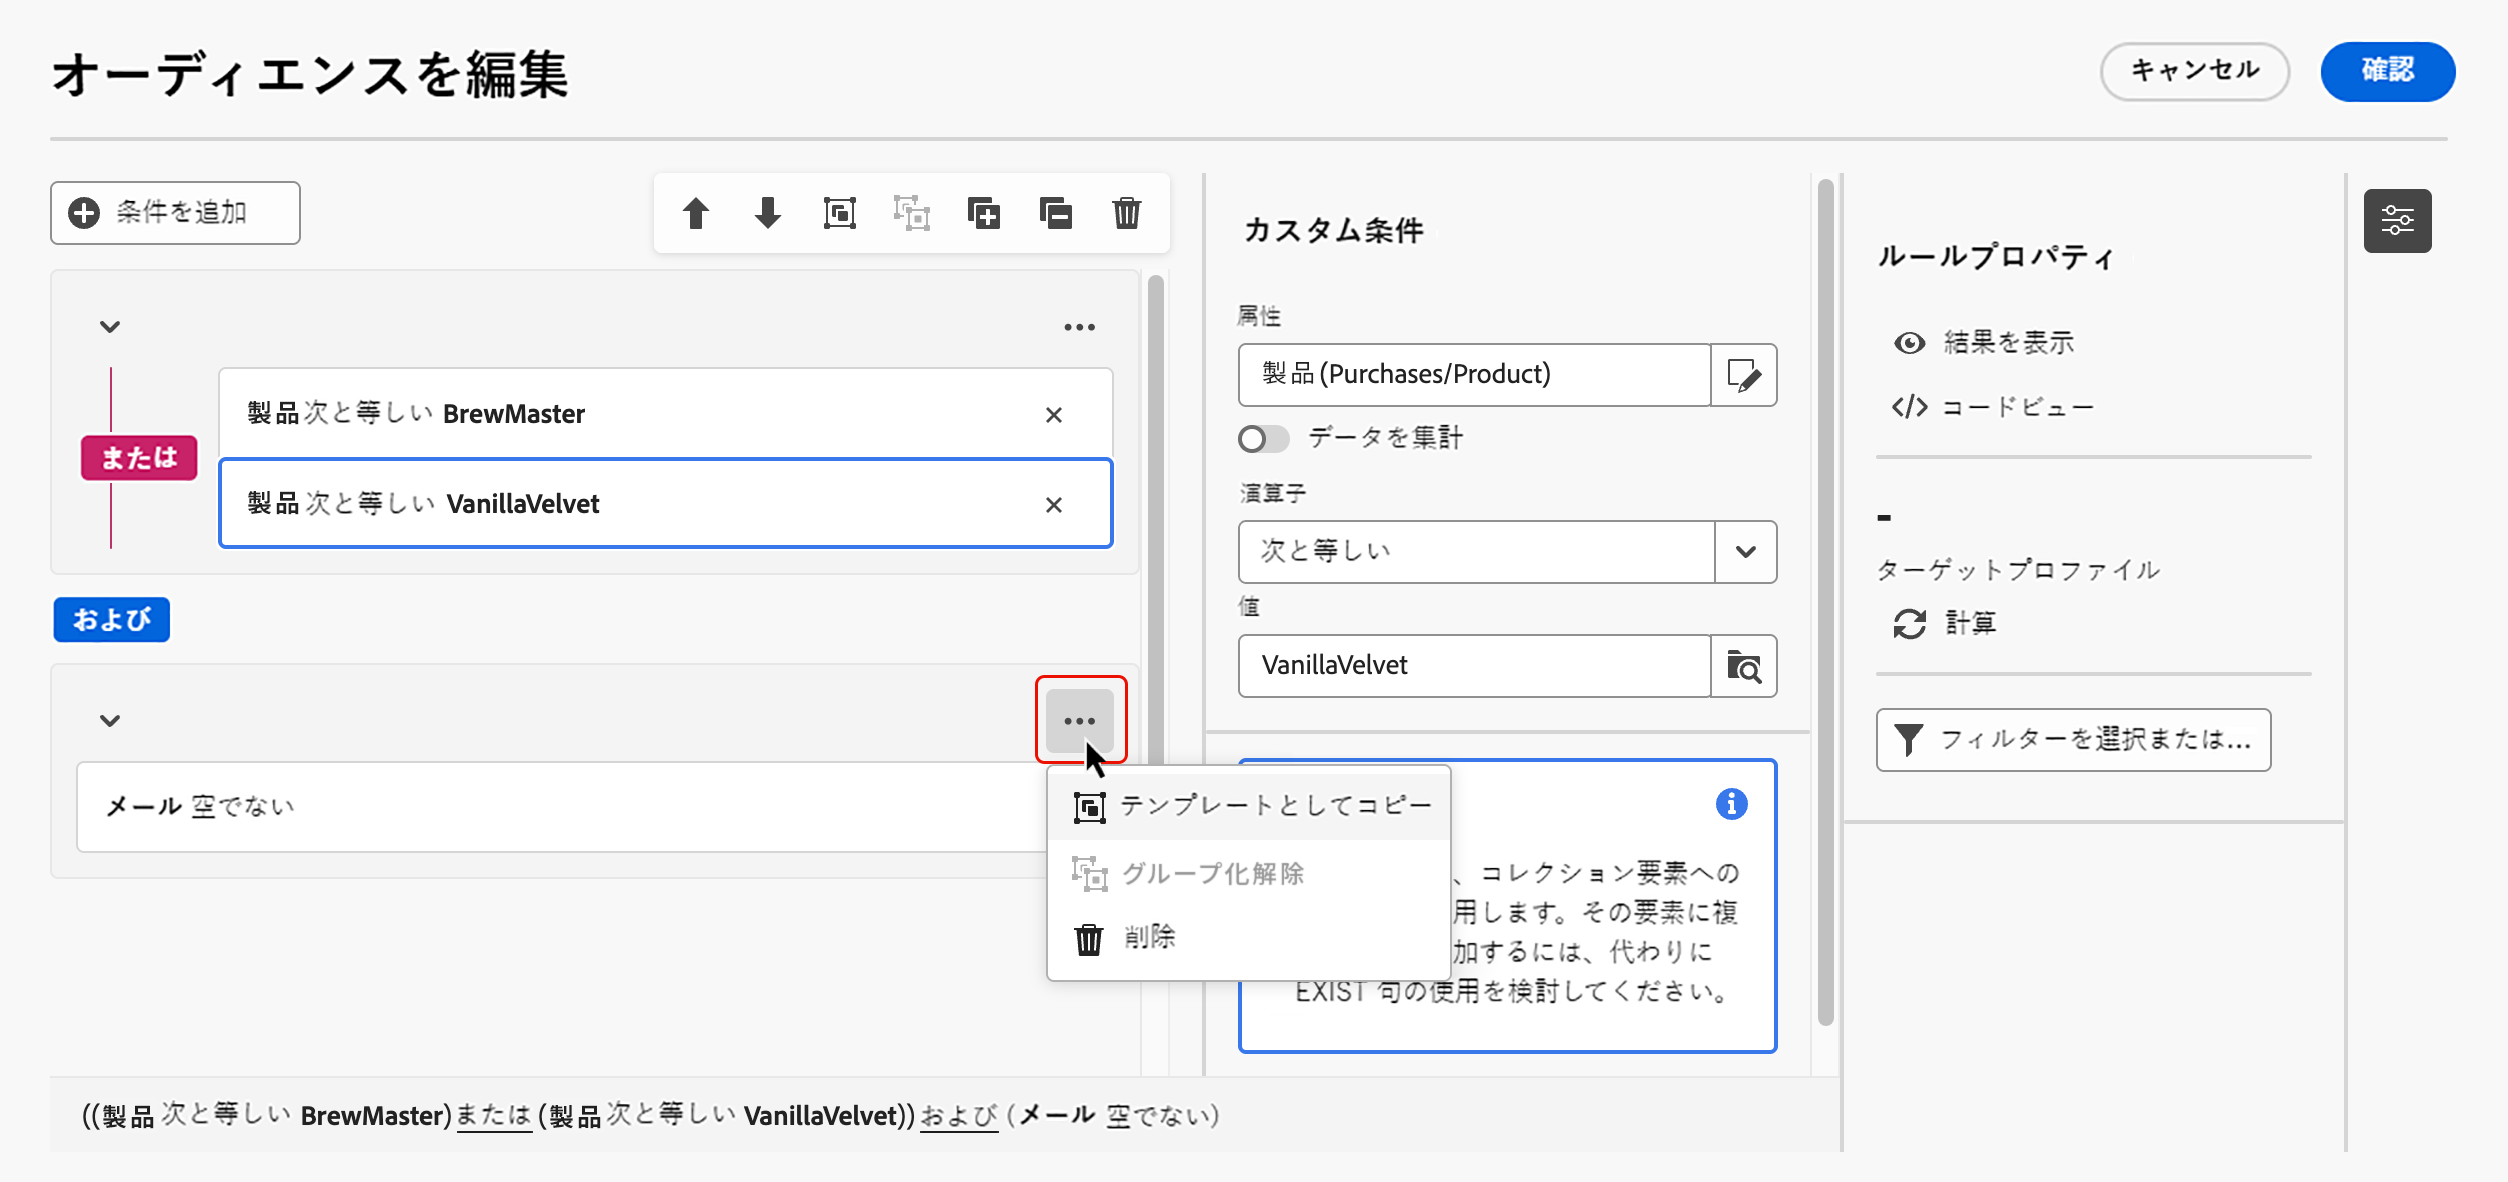 オーディエンスを編集
キャンセル
確認
条件を追加
製品 次と等しい BrewMaster
または
製品 次と等しい VanillaVelvet
および
メール 空でない
テンプレートとしてコピー
グループ化解除
削除
カスタム条件
属性
製品 (Purchases/Product)
データを集計
演算子
次と等しい
値
VanillaVelvet
、コレクション要素への
用します。その要素に複
加するには、代わりに
EXIST 句の使用を検討してください。
ルールプロパティ
結果を表示
コードビュー
-
ターゲットプロファイル
計算
フィルターを選択または...
((製品 次と等しい BrewMaster) または (製品 次と等しい VanillaVelvet)) および (メール 空でない)